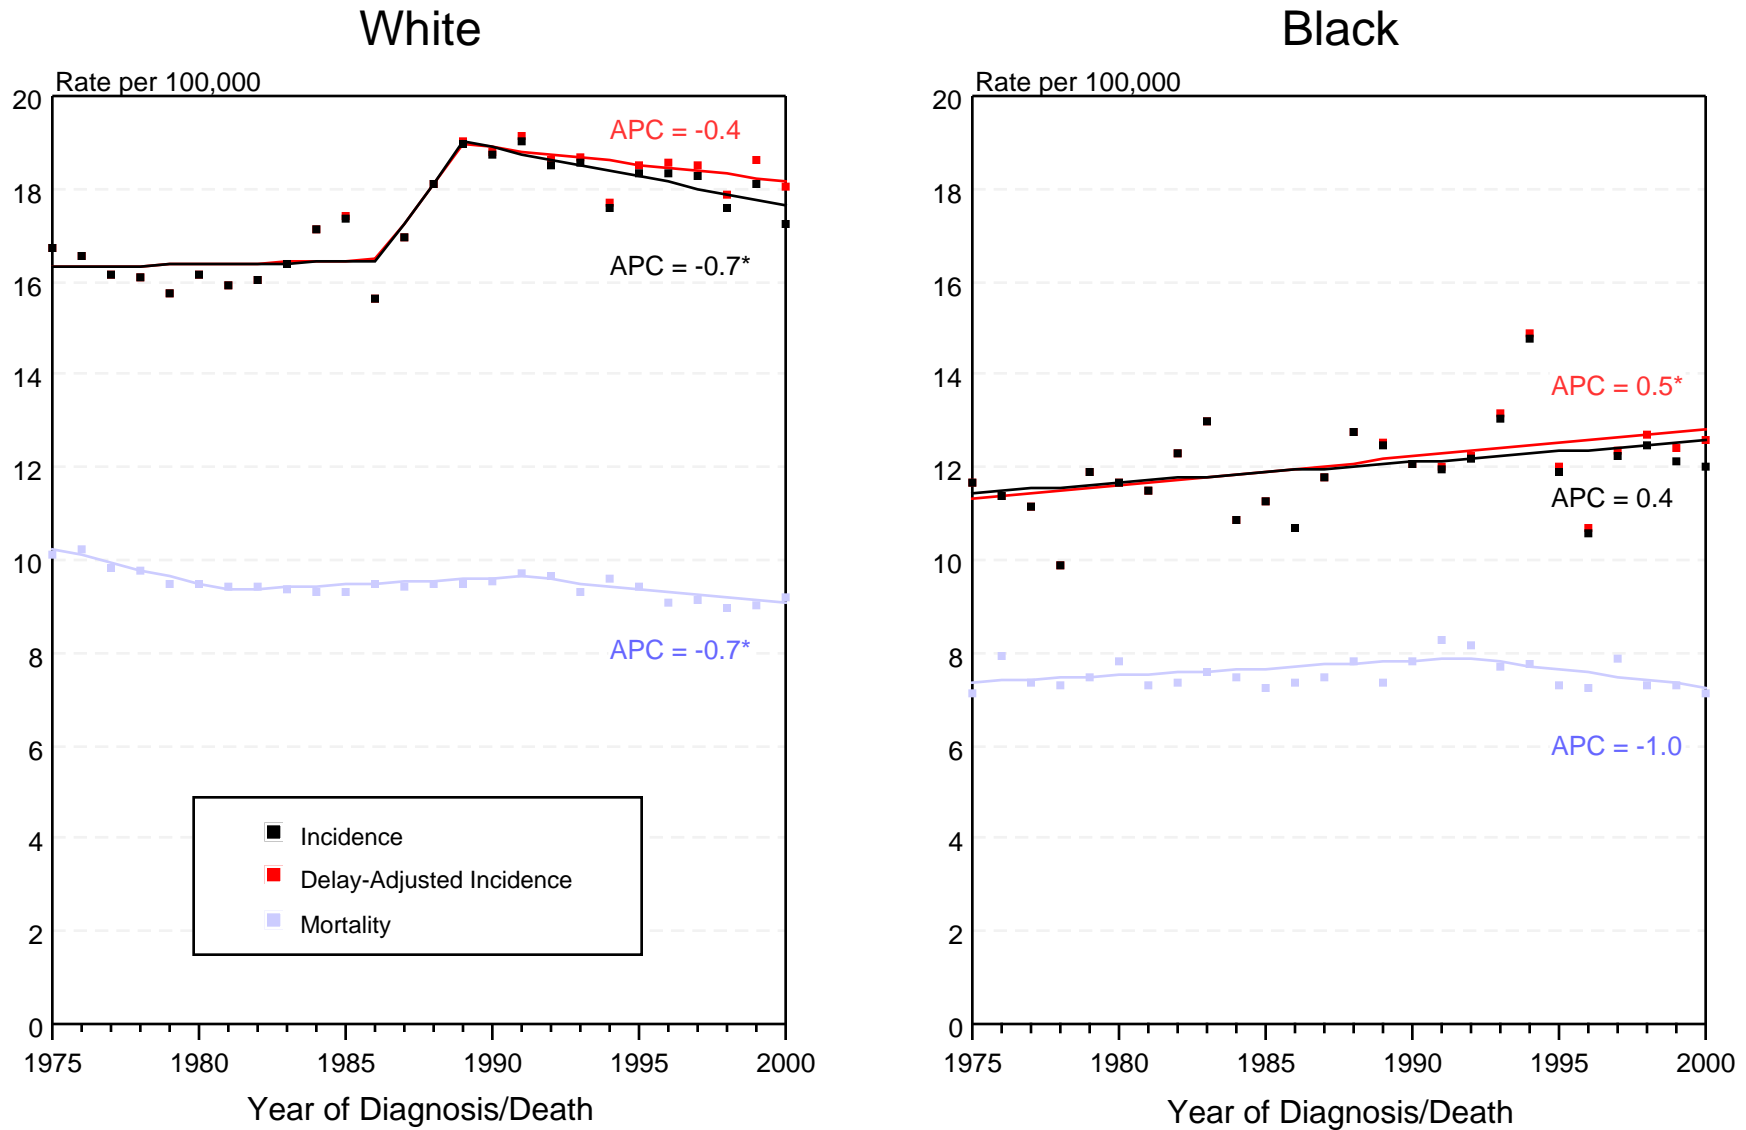 White
Rate per 100,000
20
18
16
14
12
10
8
6
4
2
0
APC = -0.4
APC = -0.7*
APC = -0.7*
Incidence
Delay-Adjusted Incidence
Mortality
1975 1980 1985 1990 1995 2000
Year of Diagnosis/Death
Black
Rate per 100,000
20
18
16
14
12
10
8
6
4
2
0
APC = 0.5*
APC = 0.4
APC = -1.0
1975 1980 1985 1990 1995 2000
Year of Diagnosis/Death